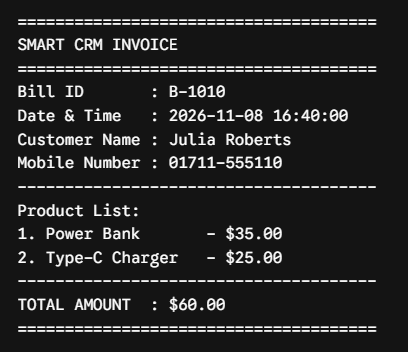 ======================================
SMART CRM INVOICE
======================================
Bill ID       : B-1010
Date & Time   : 2026-11-08 16:40:00
Customer Name : Julia Roberts
Mobile Number : 01711-555110
--------------------------------------
Product List:
1. Power Bank       - $35.00
2. Type-C Charger   - $25.00
--------------------------------------
TOTAL AMOUNT  : $60.00
======================================